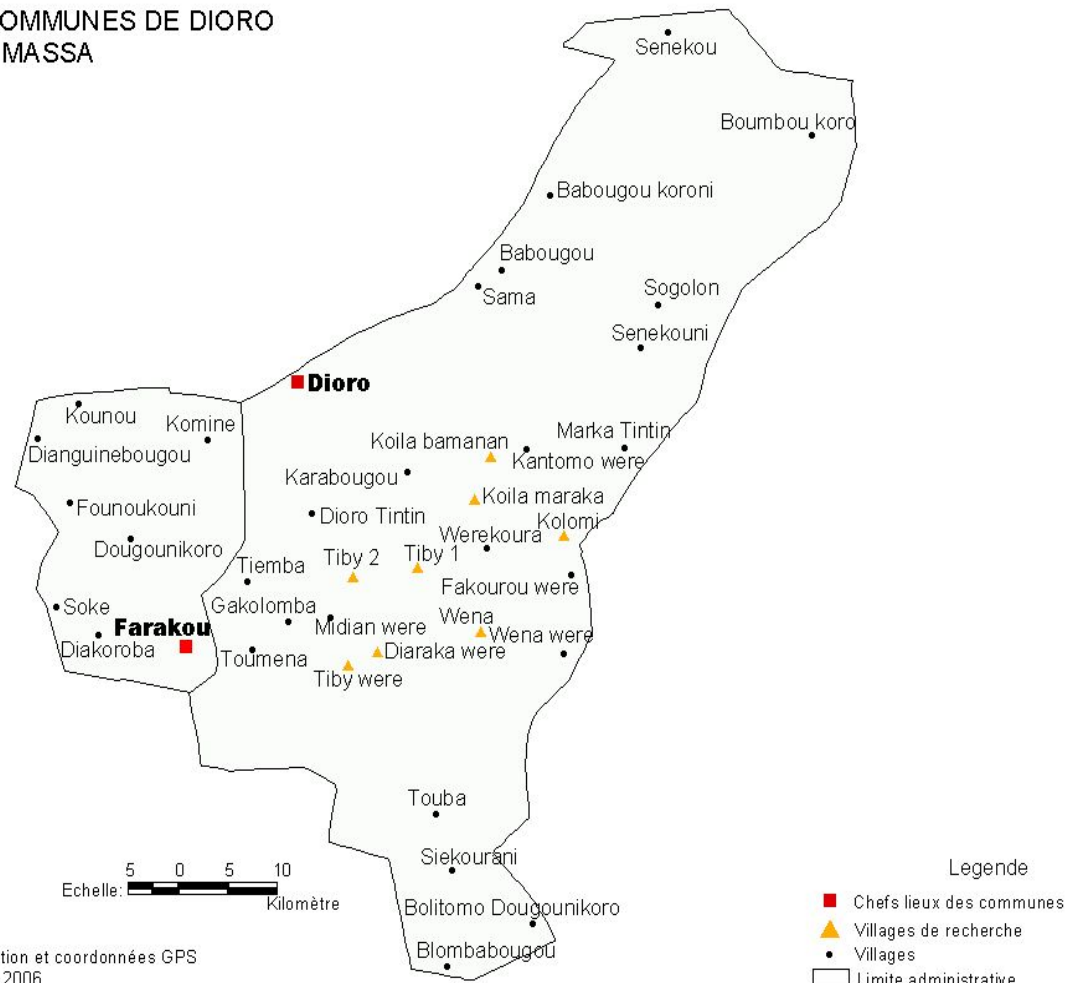 OMMUNES DE DIORO
MASSA
Senekou
Boumbou koro
Babougou koroni
Babougou
Sama
Sogolon
Senekouni
Dioro
Kounou
Komine
Dianguinebougou
Koila bamanan
Marka Tintin
Kantomo were
Karabougou
Koila maraka
Founoukouni
Dioro Tintin
Kolomi
Dougounikoro
Werekoura
Tiemba
Tiby 2
Tiby 1
Fakourou were
Soke
Gakolomba
Wena
Farakou
Midian were
Wena were
Diakoroba
Toumena
Diaraka were
Tiby were
Touba
Siekourani
Bolitomo Dougounikoro
Blombabougou
5 0 5 10
Echelle:
Kilomètre
tion et coordonnées GPS
2006
Legende
Chefs lieux des communes
Villages de recherche
Villages
Limite administrative